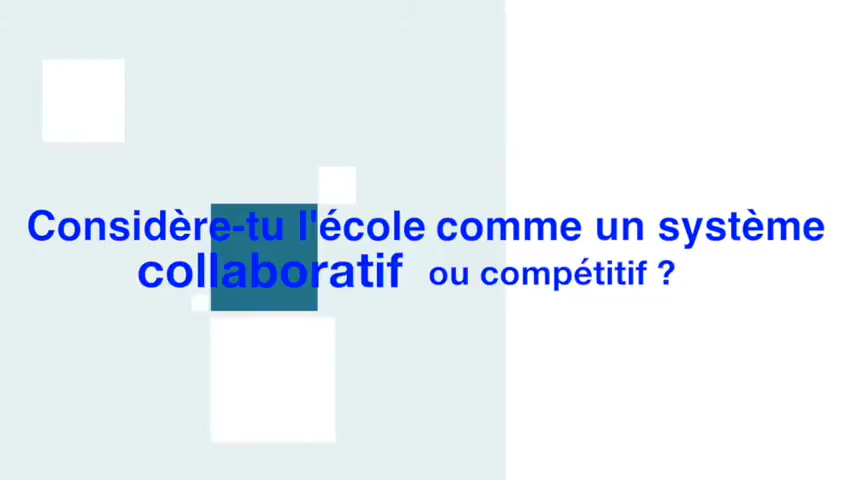 Considère-tu l'école comme un système
collaboratif ou compétitif ?